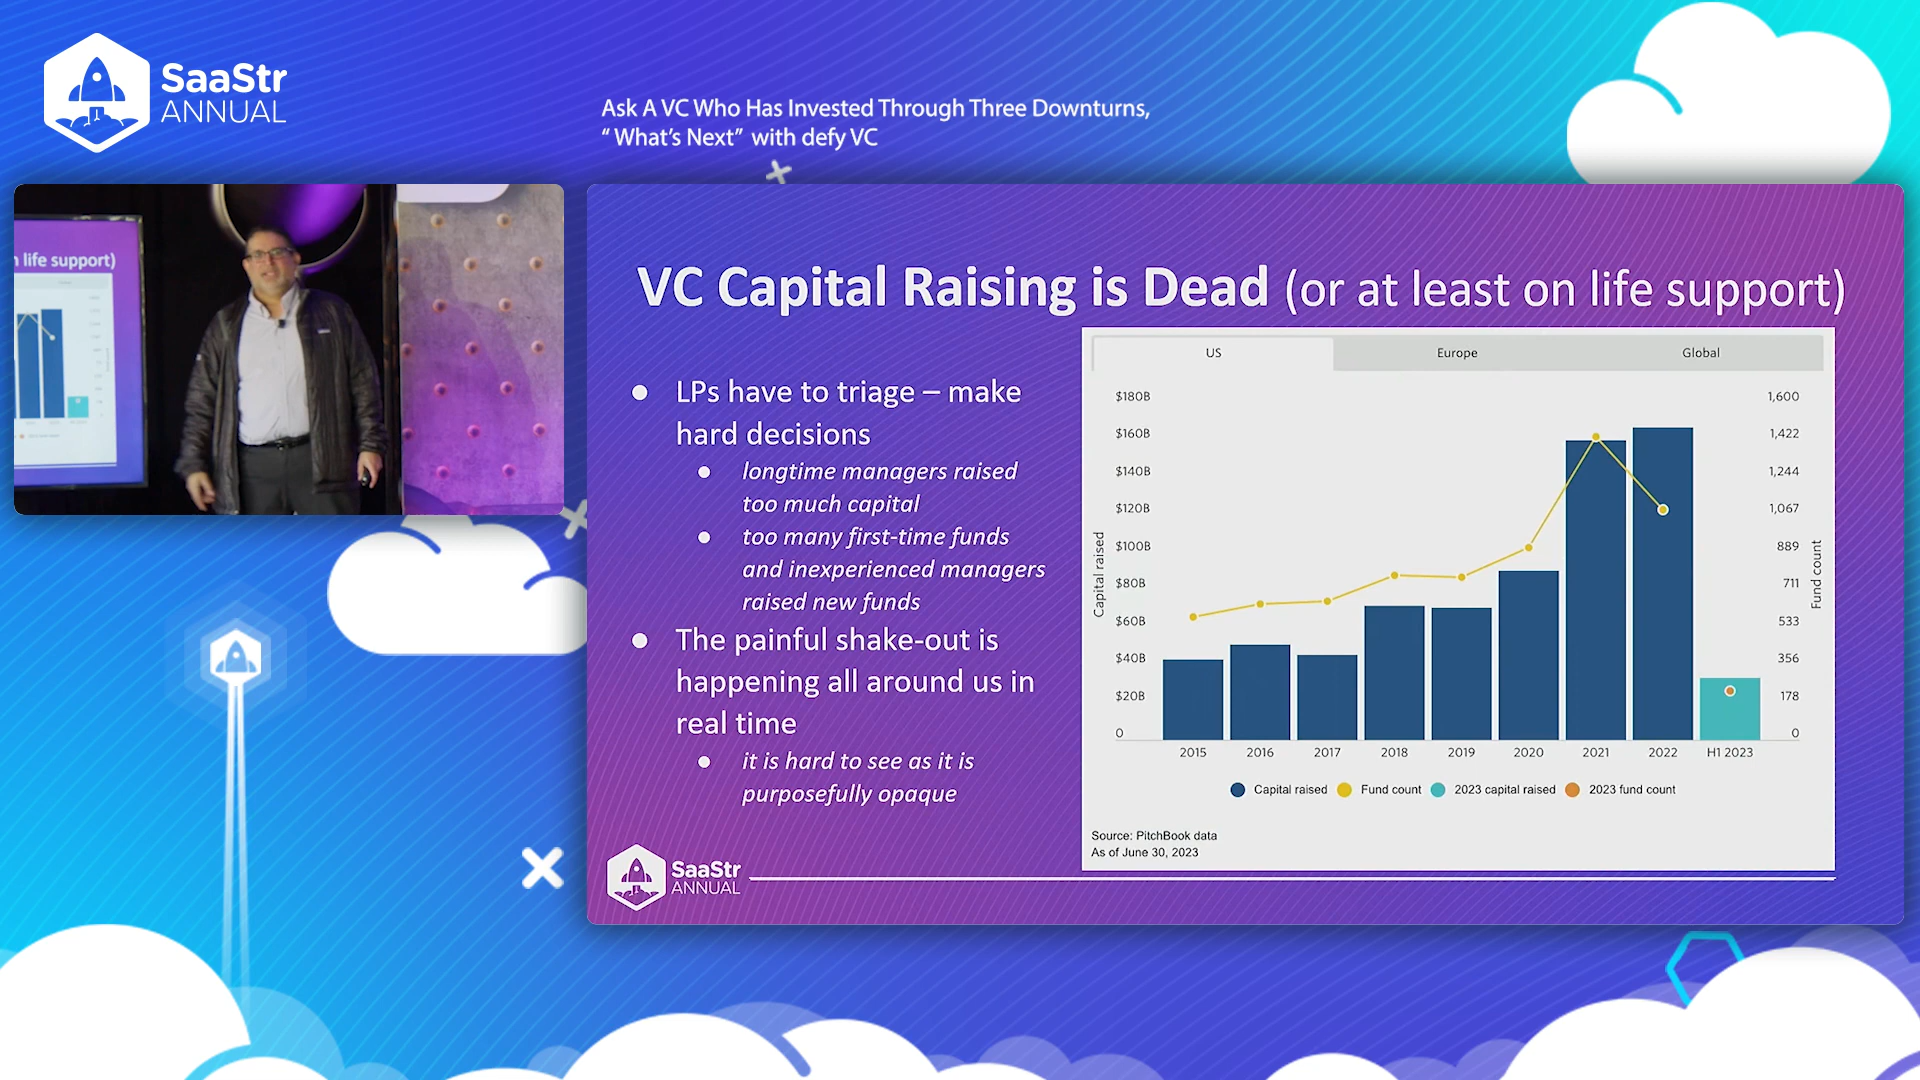 SaaStr
ANNUAL
Ask A VC Who Has Invested Through Three Downturns,
“ What’s Next” with defy VC
life support)
VC Capital Raising is Dead (or at least on life support)
● LPs have to triage – make
hard decisions
● longtime managers raised
too much capital
● too many first-time funds
and inexperienced managers
raised new funds
● The painful shake-out is
happening all around us in
real time
● it is hard to see as it is
purposefully opaque
US Europe Global
Capital raised
$180B
$160B
$140B
$120B
$100B
$80B
$60B
$40B
$20B
0
1,600
1,422
1,244
1,067
889
711
533
356
178
0
Fund count
2015 2016 2017 2018 2019 2020 2021 2022 H1 2023
Capital raised Fund count 2023 capital raised 2023 fund count
Source: PitchBook data
As of June 30, 2023
SaaStr
ANNUAL